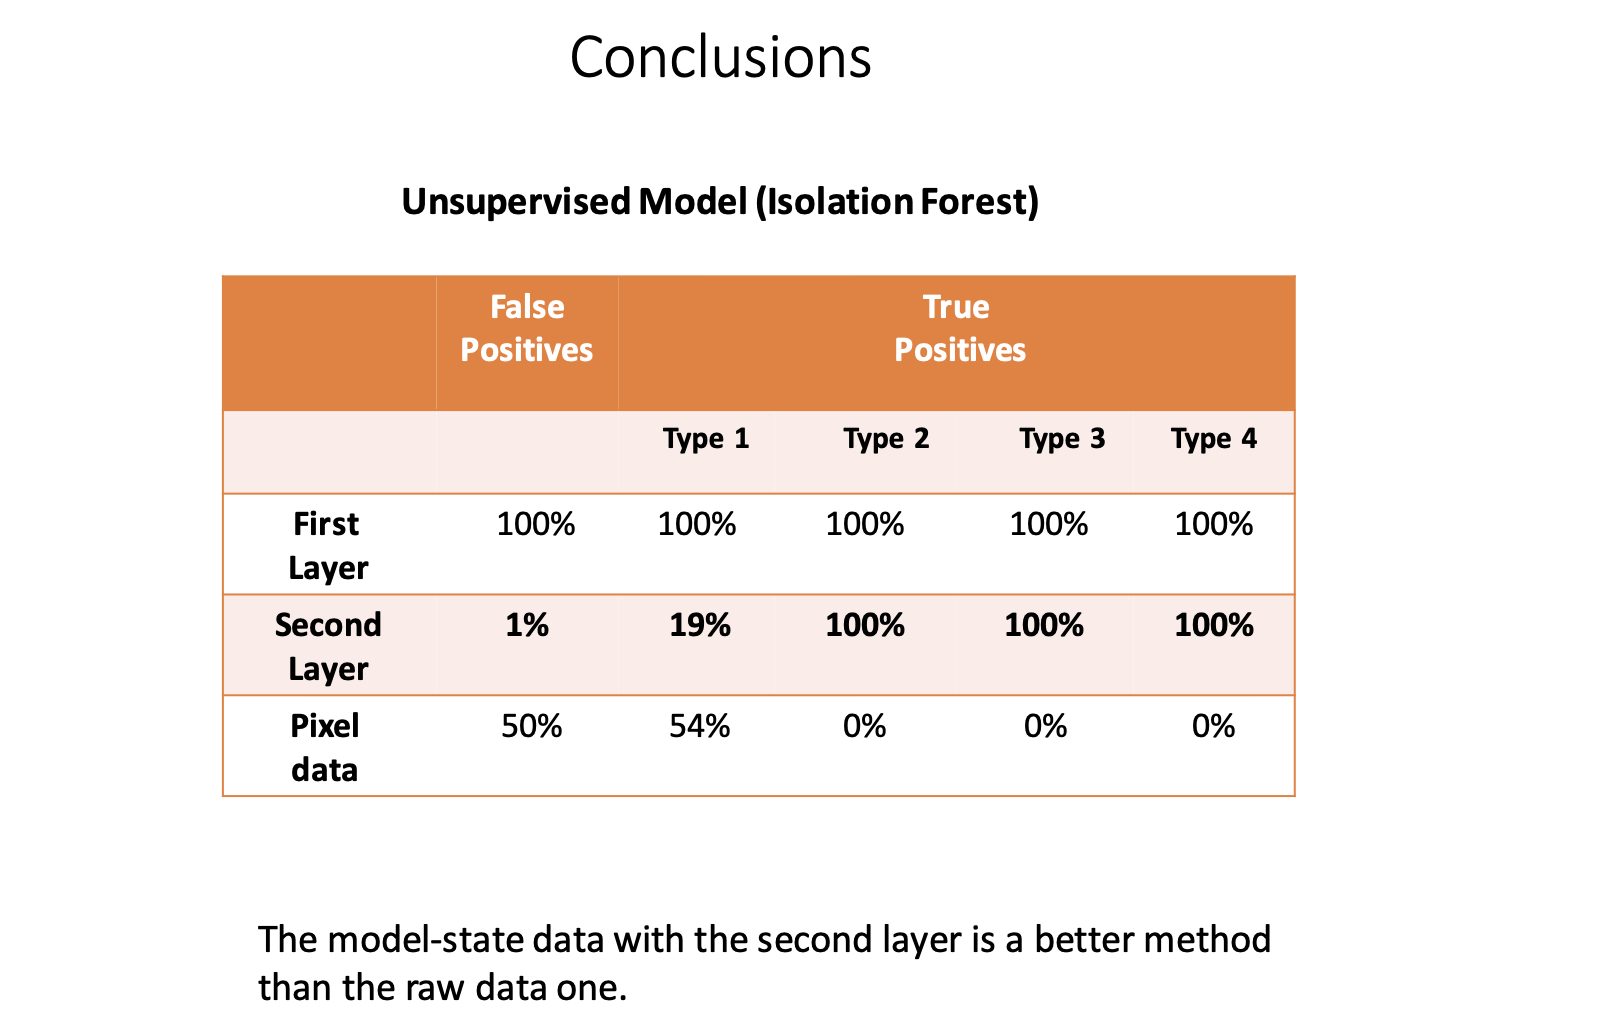 Conclusions
Unsupervised Model (Isolation Forest)
False
Positives
True
Positives
Type 1 Type 2 Type 3 Type 4
First
Layer
100% 100% 100% 100% 100%
Second
Layer
1% 19% 100% 100% 100%
Pixel
data
50% 54% 0% 0% 0%
The model-state data with the second layer is a better method
than the raw data one.